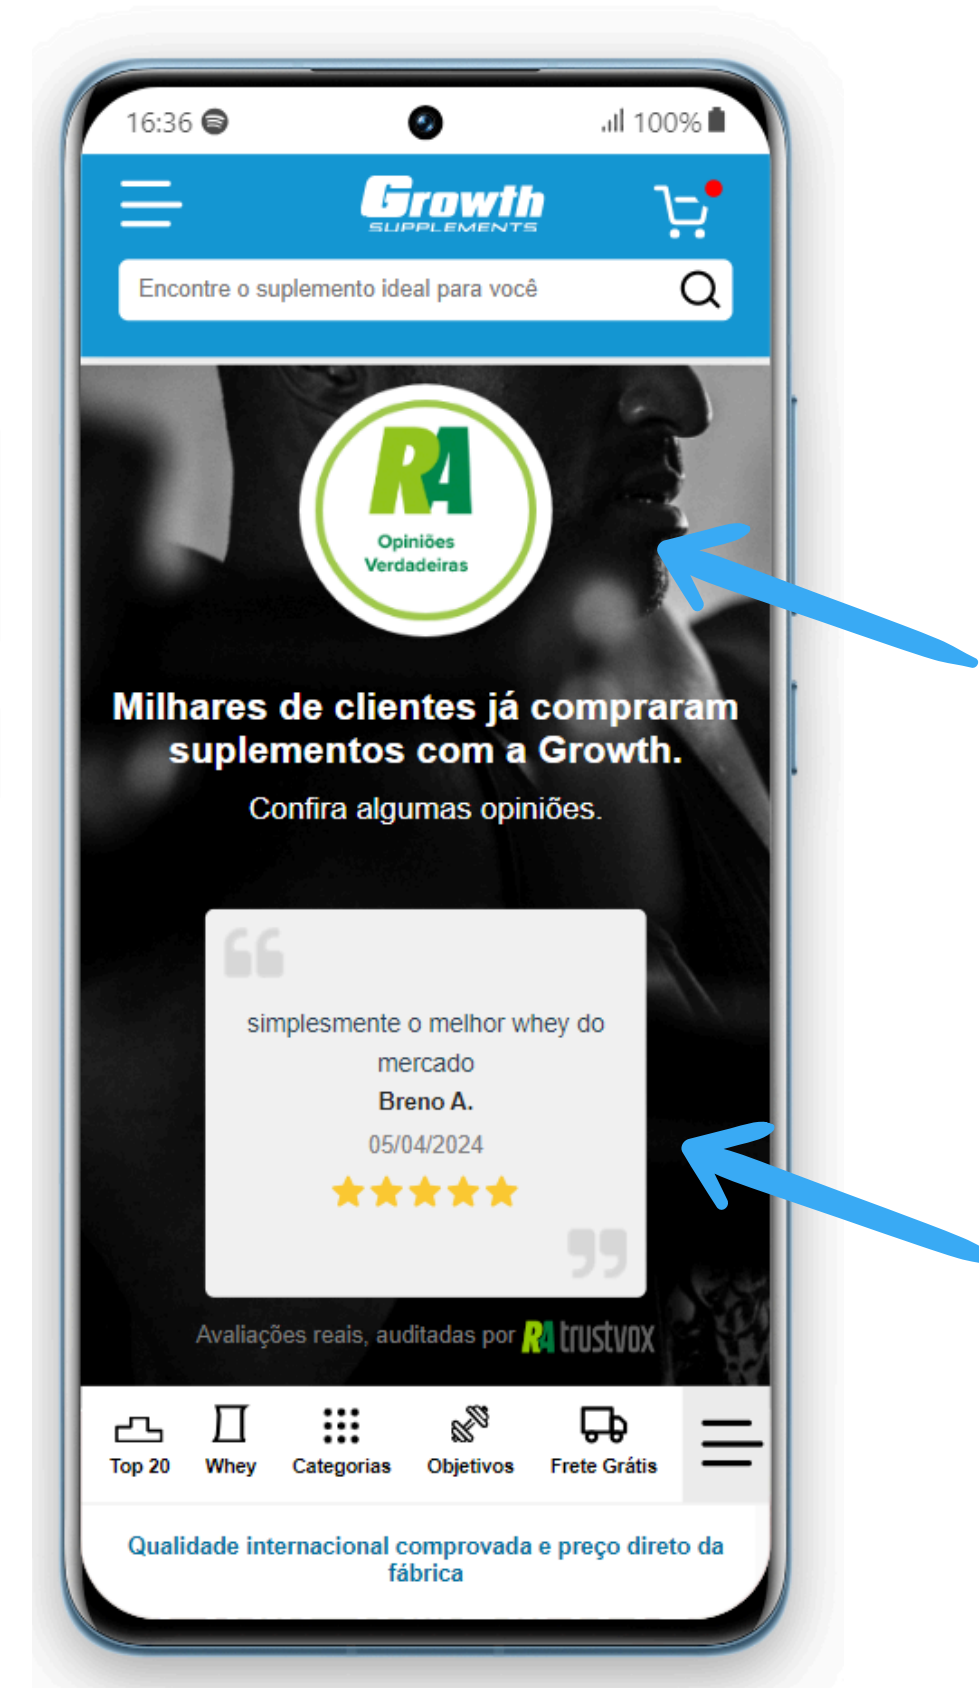 16:36
100%
Growth
SUPPLEMENTS
Encontre o suplemento ideal para você
RA
Opiniões
Verdadeiras
Milhares de clientes já compraram
suplementos com a Growth.
Confira algumas opiniões.
simplesmente o melhor whey do
mercado
Breno A.
05/04/2024
Avaliações reais, auditadas por RA trustvox
Top 20 Whey Categorias Objetivos Frete Grátis
Qualidade internacional comprovada e preço direto da
fábrica